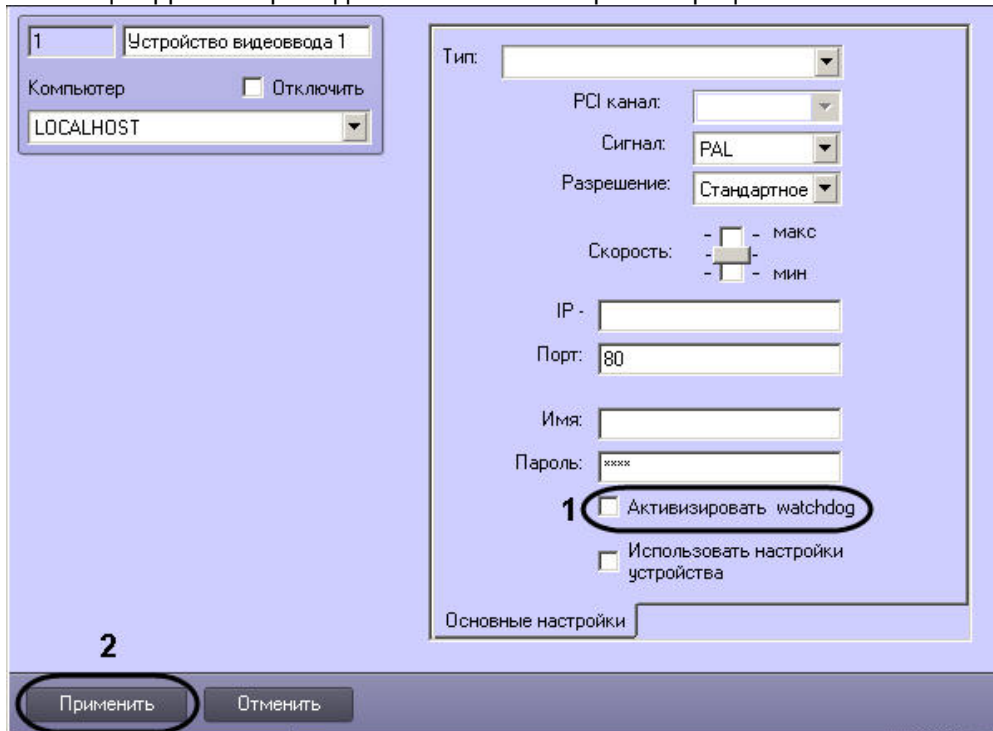 1 Устройство видеоввода 1
Компьютер Отключить
LOCALHOST
Тип:
PCI канал:
Сигнал: PAL
Разрешение: Стандартное
Скорость: макс
мин
IP -
Порт: 80
Имя:
Пароль: ****
1 Активизировать watchdog
Использовать настройки
устройства
Основные настройки
2
Применить Отменить